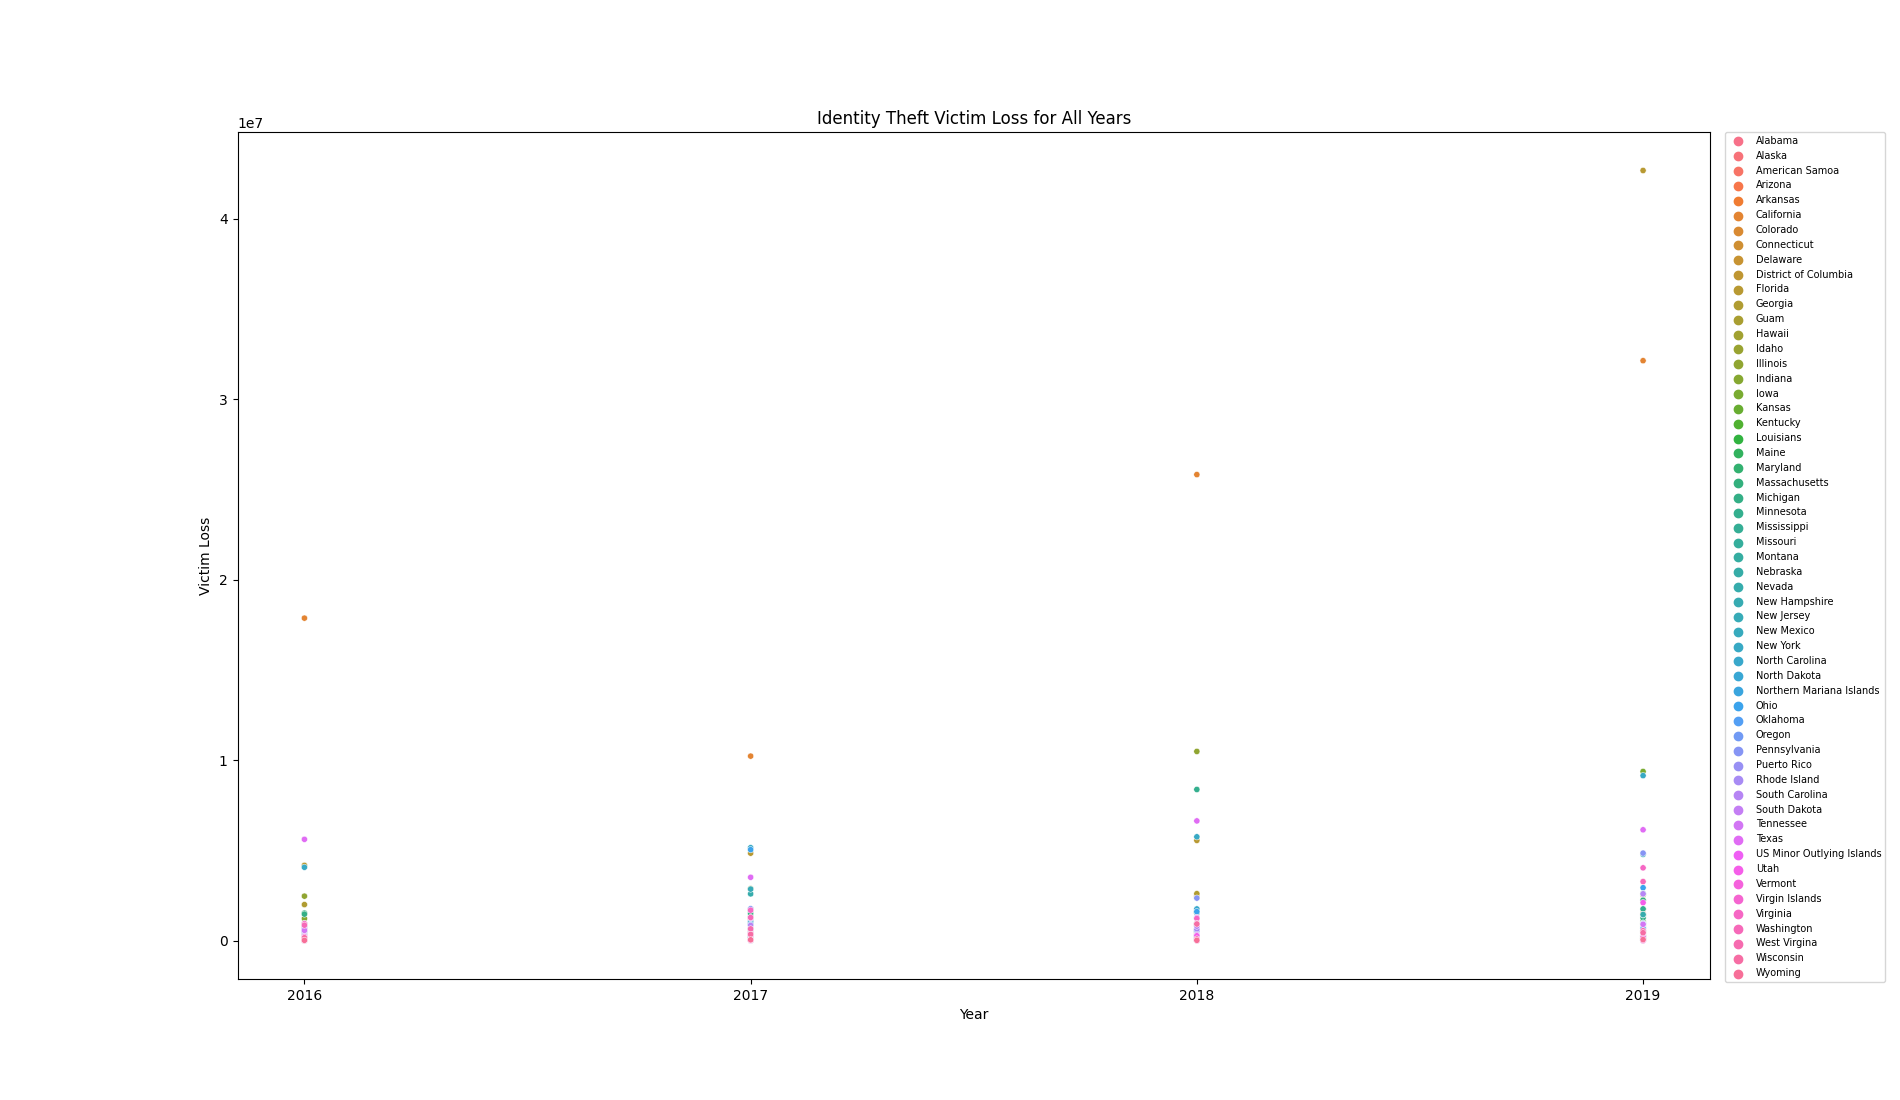 Identity Theft Victim Loss for All Years
1e7
4
3
2
1
0
Victim Loss
2016
2017
2018
2019
Year
Alabama
Alaska
American Samoa
Arizona
Arkansas
California
Colorado
Connecticut
Delaware
District of Columbia
Florida
Georgia
Guam
Hawaii
Idaho
Illinois
Indiana
Iowa
Kansas
Kentucky
Louisians
Maine
Maryland
Massachusetts
Michigan
Minnesota
Mississippi
Missouri
Montana
Nebraska
Nevada
New Hampshire
New Jersey
New Mexico
New York
North Carolina
North Dakota
Northern Mariana Islands
Ohio
Oklahoma
Oregon
Pennsylvania
Puerto Rico
Rhode Island
South Carolina
South Dakota
Tennessee
Texas
US Minor Outlying Islands
Utah
Vermont
Virgin Islands
Virginia
Washington
West Virgina
Wisconsin
Wyoming